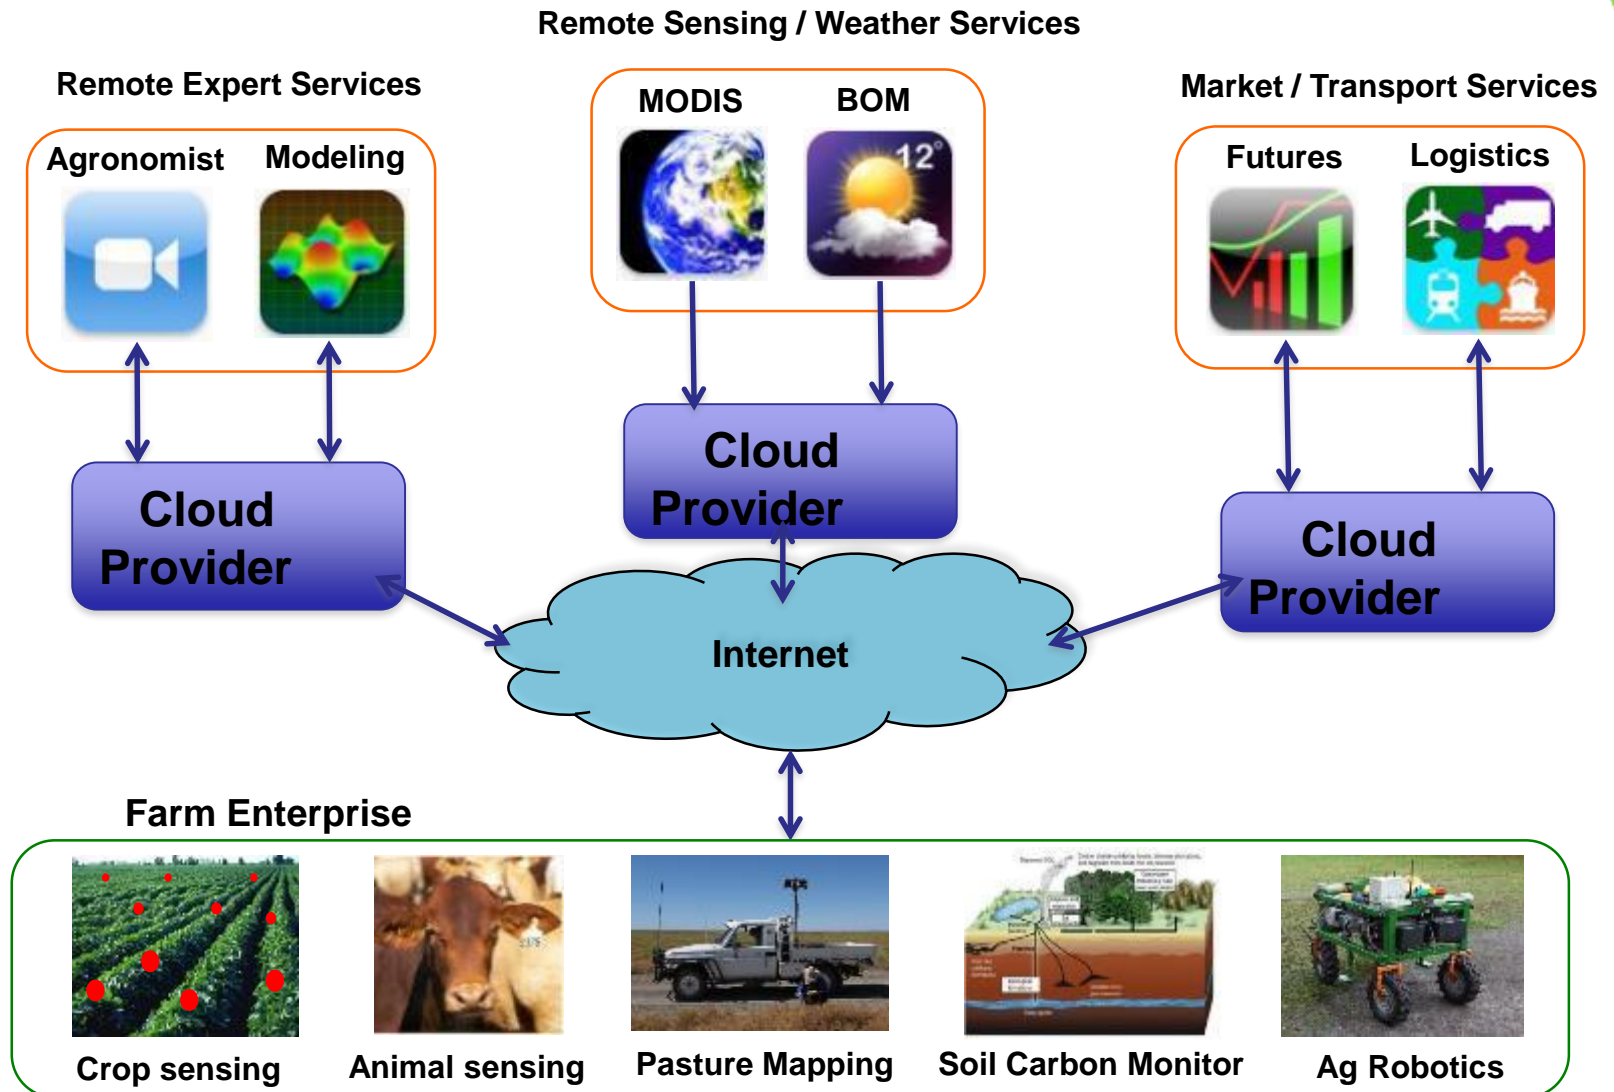 Remote Sensing / Weather Services
Remote Expert Services
Market / Transport Services
MODIS
BOM
Agronomist
Modeling
Futures
Logistics
12°
Cloud
Provider
Cloud
Provider
Cloud
Provider
Internet
Farm Enterprise
Crop sensing
Animal sensing
Pasture Mapping
Soil Carbon Monitor
Ag Robotics